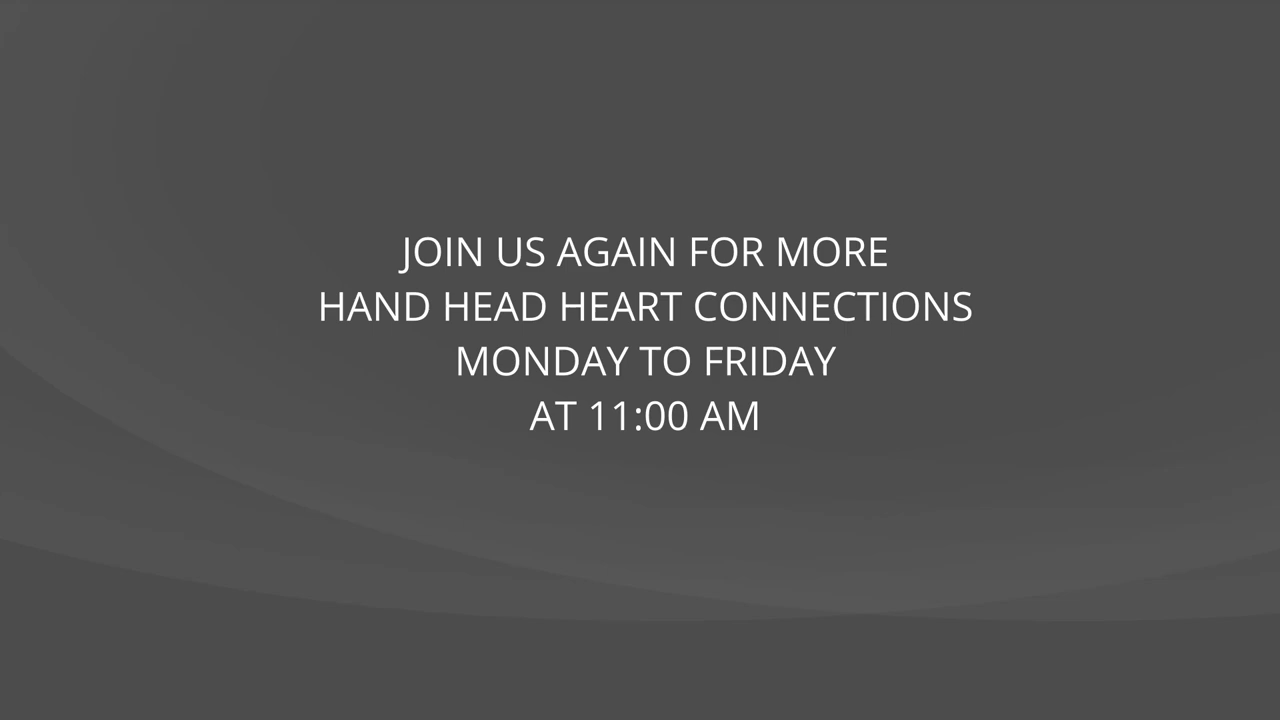 JOIN US AGAIN FOR MORE
HAND HEAD HEART CONNECTIONS
MONDAY TO FRIDAY
AT 11:00 AM